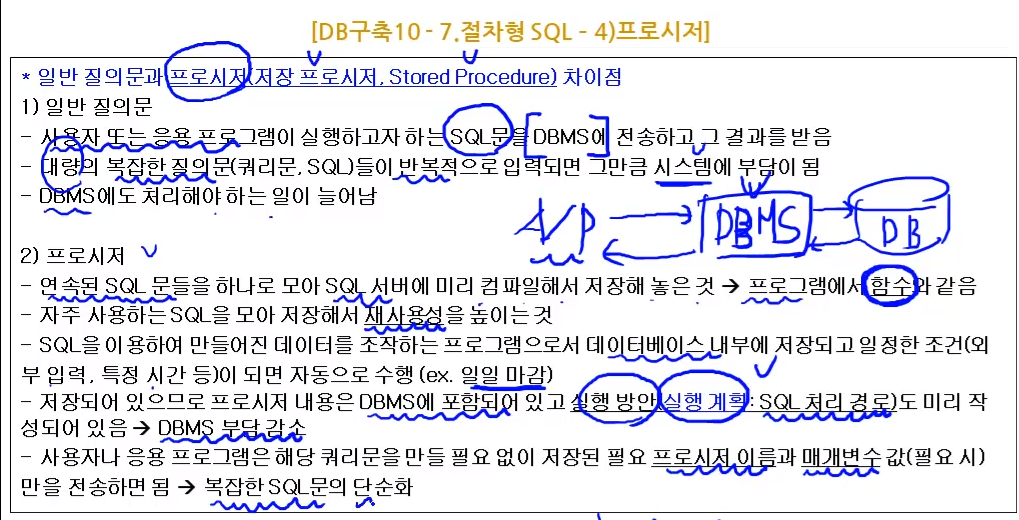 [DB구축10 - 7.절차형 SQL - 4)프로시저]
* 일반 질의문과 프로시저(저장 프로시저, Stored Procedure) 차이점
1) 일반 질의문
- 사용자 또는 응용 프로그램이 실행하고자 하는 SQL문을 DBMS에 전송하고 그 결과를 받음
- 대량의 복잡한 질의문(쿼리문, SQL)들이 반복적으로 입력되면 그만큼 시스템에 부담이 됨
- DBMS에도 처리해야 하는 일이 늘어남
A/P DBMS DB
2) 프로시저
- 연속된 SQL 문들을 하나로 모아 SQL 서버에 미리 컴파일해서 저장해 놓은 것 → 프로그램에서 함수와 같음
- 자주 사용하는 SQL을 모아 저장해서 재사용성을 높이는 것
- SQL을 이용하여 만들어진 데이터를 조작하는 프로그램으로서 데이터베이스 내부에 저장되고 일정한 조건(외
부 입력, 특정 시간 등)이 되면 자동으로 수행 (ex. 일일 마감)
- 저장되어 있으므로 프로시저 내용은 DBMS에 포함되어 있고 실행 방안(실행 계획: SQL 처리 경로)도 미리 작
성되어 있음 → DBMS 부담 감소
- 사용자나 응용 프로그램은 해당 쿼리문을 만들 필요 없이 저장된 필요 프로시저 이름과 매개변수 값(필요 시)
만을 전송하면 됨 → 복잡한 SQL문의 단순화